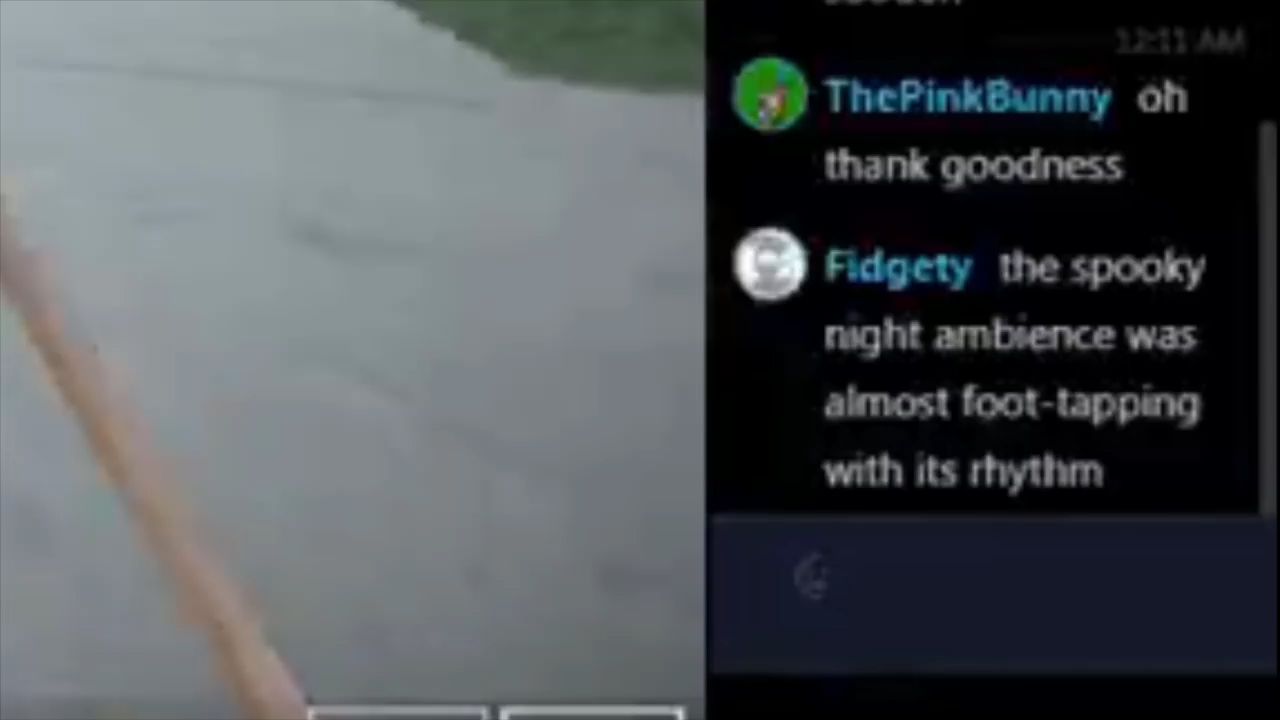 12:11 AM
ThePinkBunny oh
thank goodness
Fidgety the spooky
night ambience was
almost foot-tapping
with its rhythm